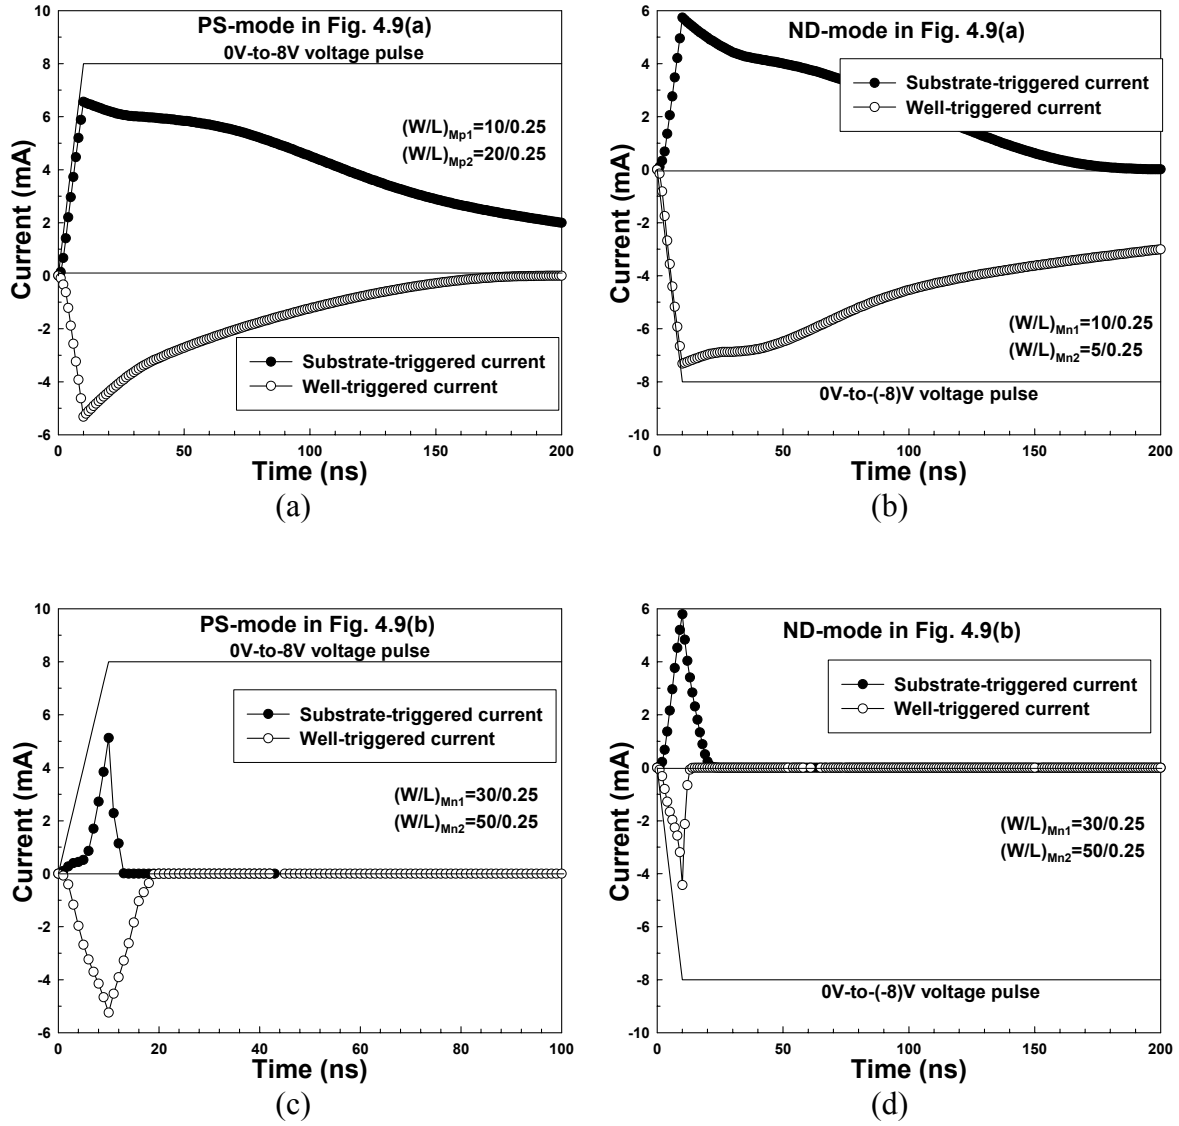 PS-mode in Fig. 4.9(a)
0V-to-8V voltage pulse
(W/L)Mp1=10/0.25
(W/L)Mp2=20/0.25
Substrate-triggered current
Well-triggered current
Current (mA)
10
8
6
4
2
0
-2
-4
-6
0 50 100 150 200
Time (ns)
(a)
ND-mode in Fig. 4.9(a)
Substrate-triggered current
Well-triggered current
(W/L)Mn1=10/0.25
(W/L)Mn2=5/0.25
0V-to-(-8)V voltage pulse
Current (mA)
6
4
2
0
-2
-4
-6
-8
-10
0 50 100 150 200
Time (ns)
(b)
PS-mode in Fig. 4.9(b)
0V-to-8V voltage pulse
Substrate-triggered current
Well-triggered current
(W/L)Mn1=30/0.25
(W/L)Mn2=50/0.25
Current (mA)
10
8
6
4
2
0
-2
-4
-6
0 20 40 60 80 100
Time (ns)
(c)
ND-mode in Fig. 4.9(b)
Substrate-triggered current
Well-triggered current
(W/L)Mn1=30/0.25
(W/L)Mn2=50/0.25
0V-to-(-8)V voltage pulse
Current (mA)
6
4
2
0
-2
-4
-6
-8
-10
0 50 100 150 200
Time (ns)
(d)